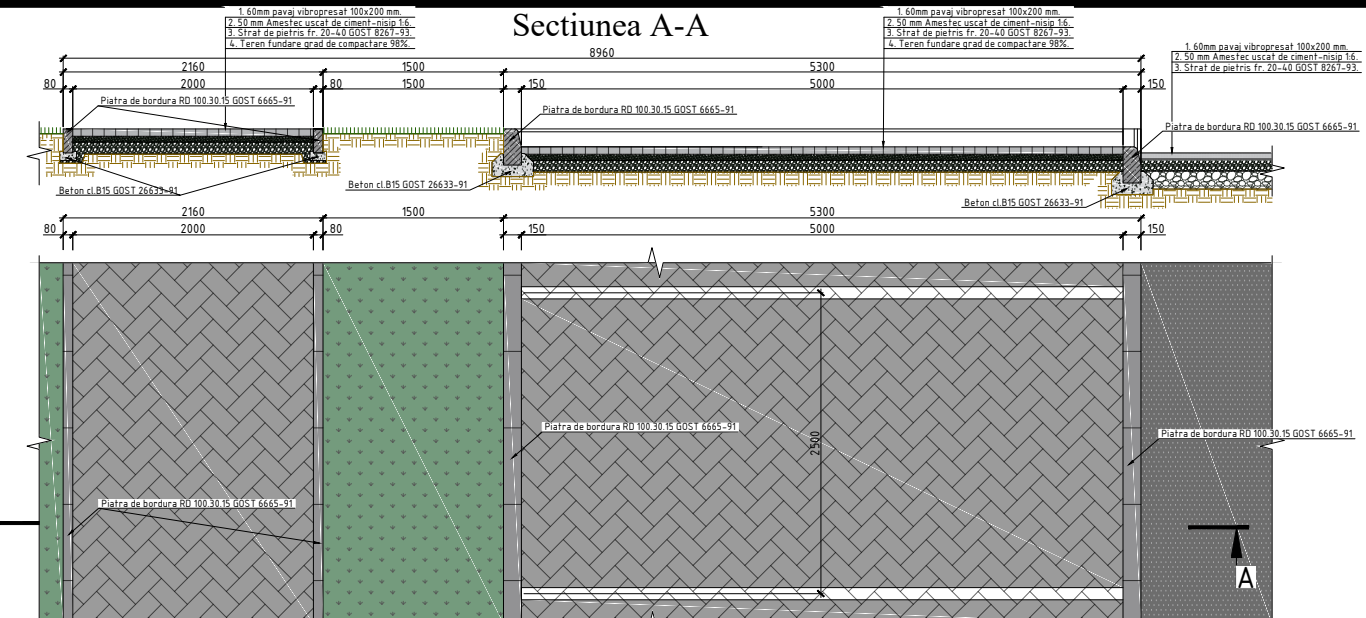 Sectiunea A-A
1. 60mm pavaj vibropresat 100x200 mm.
2. 50 mm Amestec uscat de ciment-nisip 1:6.
3. Strat de pietris fr. 20-40 GOST 8267-93.
4. Teren fundare grad de compactare 98%.
1. 60mm pavaj vibropresat 100x200 mm.
2. 50 mm Amestec uscat de ciment-nisip 1:6.
3. Strat de pietris fr. 20-40 GOST 8267-93.
4. Teren fundare grad de compactare 98%.
1. 60mm pavaj vibropresat 100x200 mm.
2. 50 mm Amestec uscat de ciment-nisip 1:6.
3. Strat de pietris fr. 20-40 GOST 8267-93.
8960
2160 1500 5300
80 2000 80 1500 150 5000 150
Piatra de bordura RD 100.30.15 GOST 6665-91
Piatra de bordura RD 100.30.15 GOST 6665-91
Piatra de bordura RD 100.30.15 GOST 6665-91
Beton cl.B15 GOST 26633-91
Beton cl.B15 GOST 26633-91
Beton cl.B15 GOST 26633-91
2160 1500 5300
80 2000 80 150 5000 150
2500
Piatra de bordura RD 100.30.15 GOST 6665-91
Piatra de bordura RD 100.30.15 GOST 6665-91
Piatra de bordura RD 100.30.15 GOST 6665-91
A